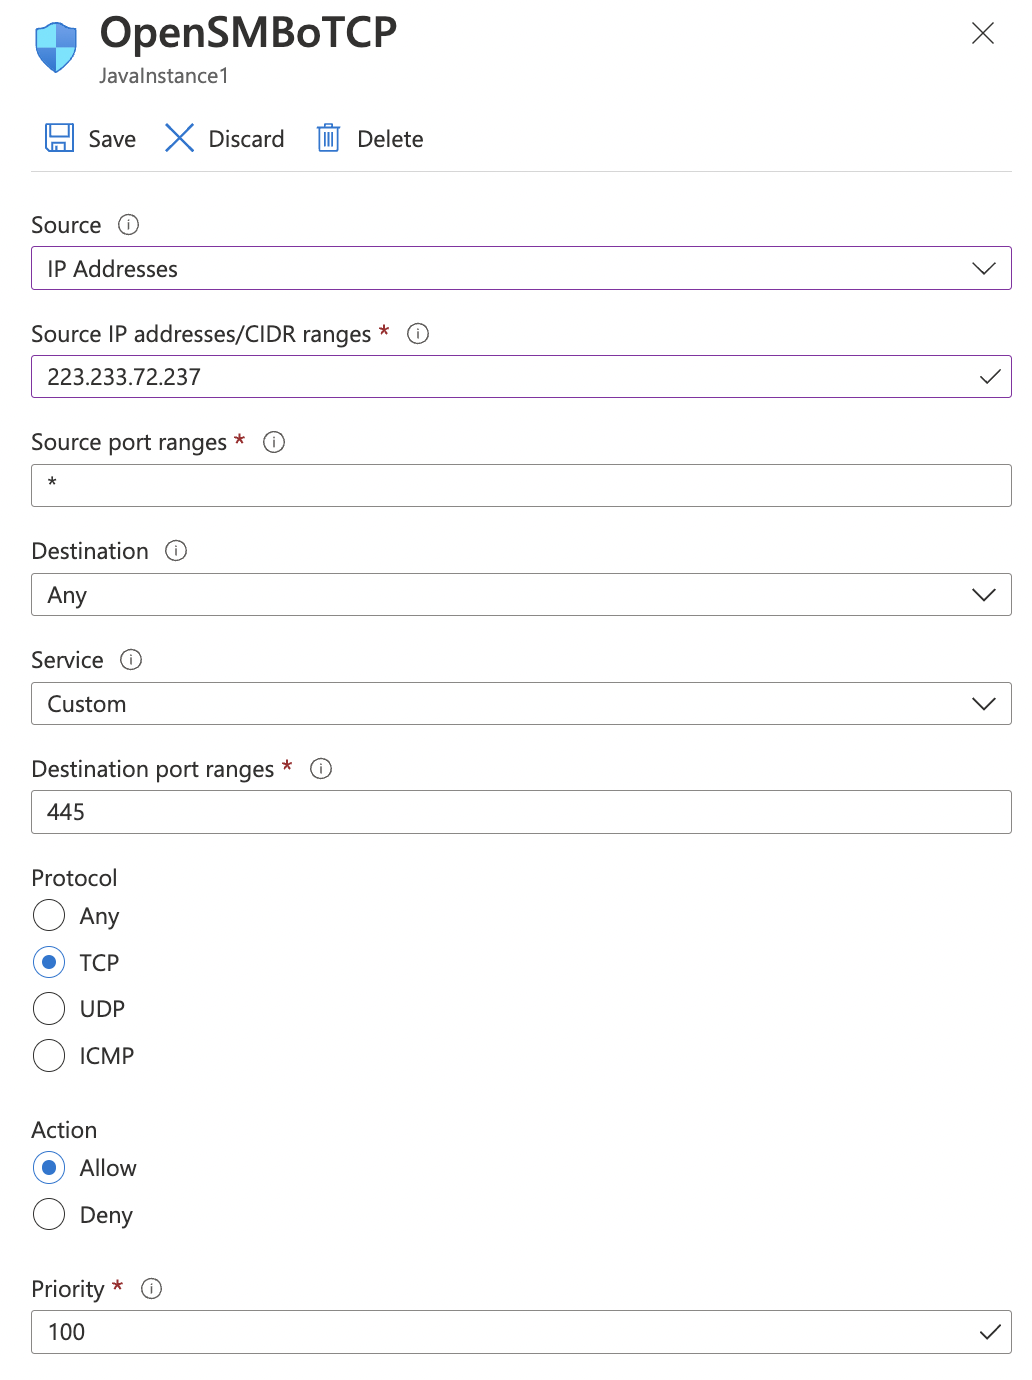 OpenSMBoTCP
JavaInstance1
Save Discard Delete
Source
IP Addresses
Source IP addresses/CIDR ranges *
223.233.72.237
Source port ranges *
*
Destination
Any
Service
Custom
Destination port ranges *
445
Protocol
Any
TCP
UDP
ICMP
Action
Allow
Deny
Priority *
100